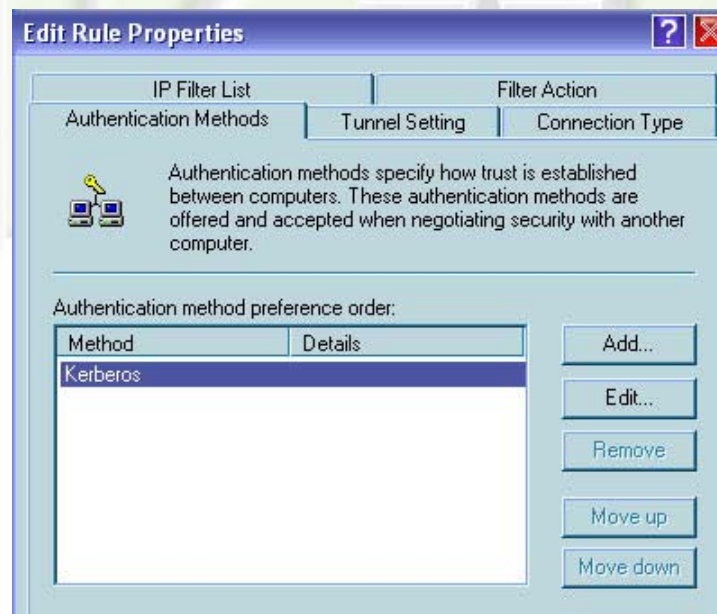 Edit Rule Properties
IP Filter List
Filter Action
Authentication Methods
Tunnel Setting
Connection Type
Authentication methods specify how trust is established
between computers. These authentication methods are
offered and accepted when negotiating security with another
computer.
Authentication method preference order:
Method
Details
Kerberos
Add...
Edit...
Remove
Move up
Move down